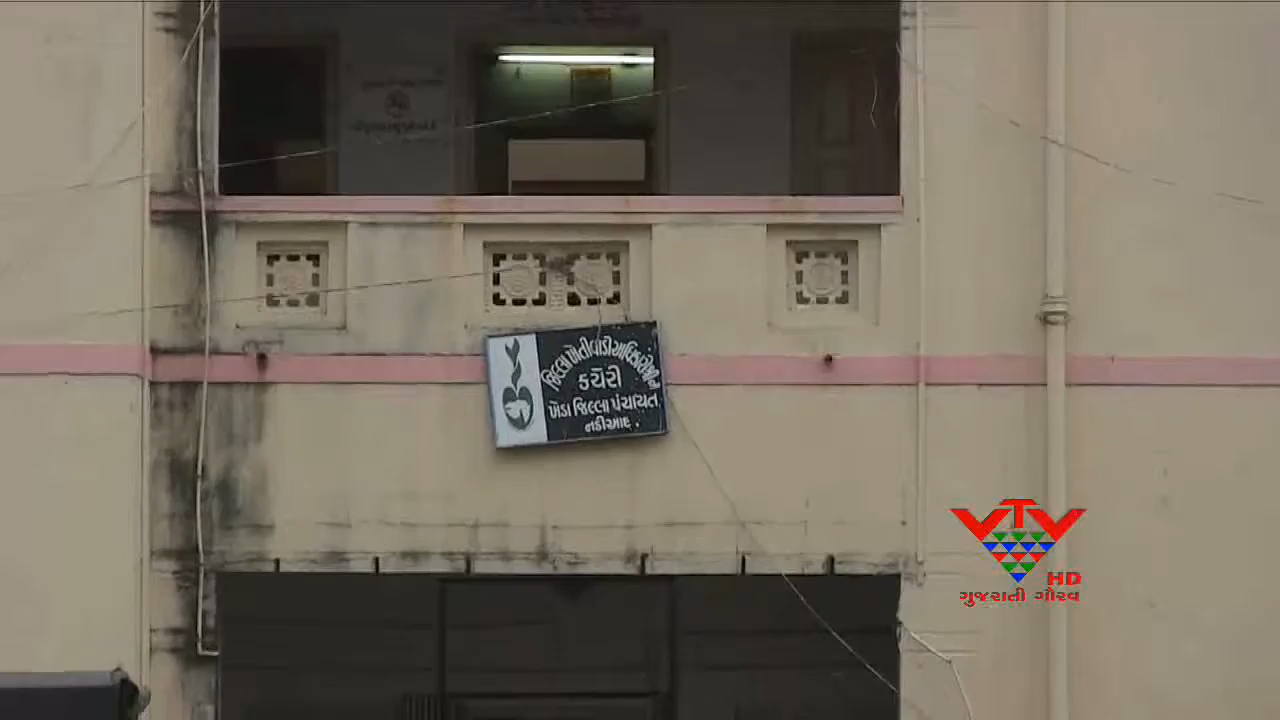 જિલ્લા ખેતીવાડી અધિકારીશ્રીની
કચેરી
ખેડા જિલ્લા પંચાયત
નડીઆદ.
VTV
HD
ગુજરાતી ગૌરવ